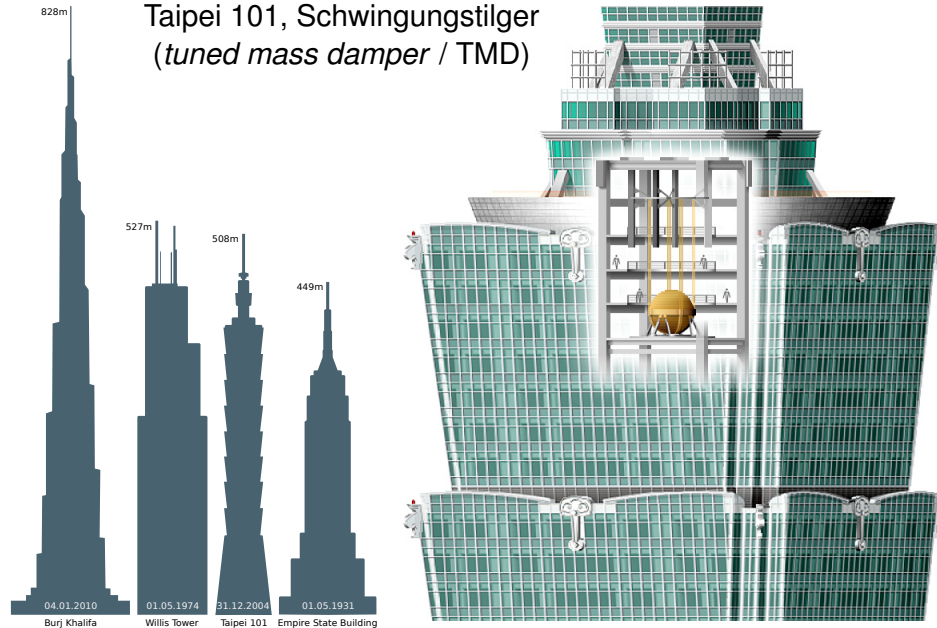 Taipei 101, Schwingungstilger
(tuned mass damper / TMD)
828m
527m
508m
449m
04.01.2010
01.05.1974
31.12.2004
01.05.1931
Burj Khalifa
Willis Tower
Taipei 101
Empire State Building